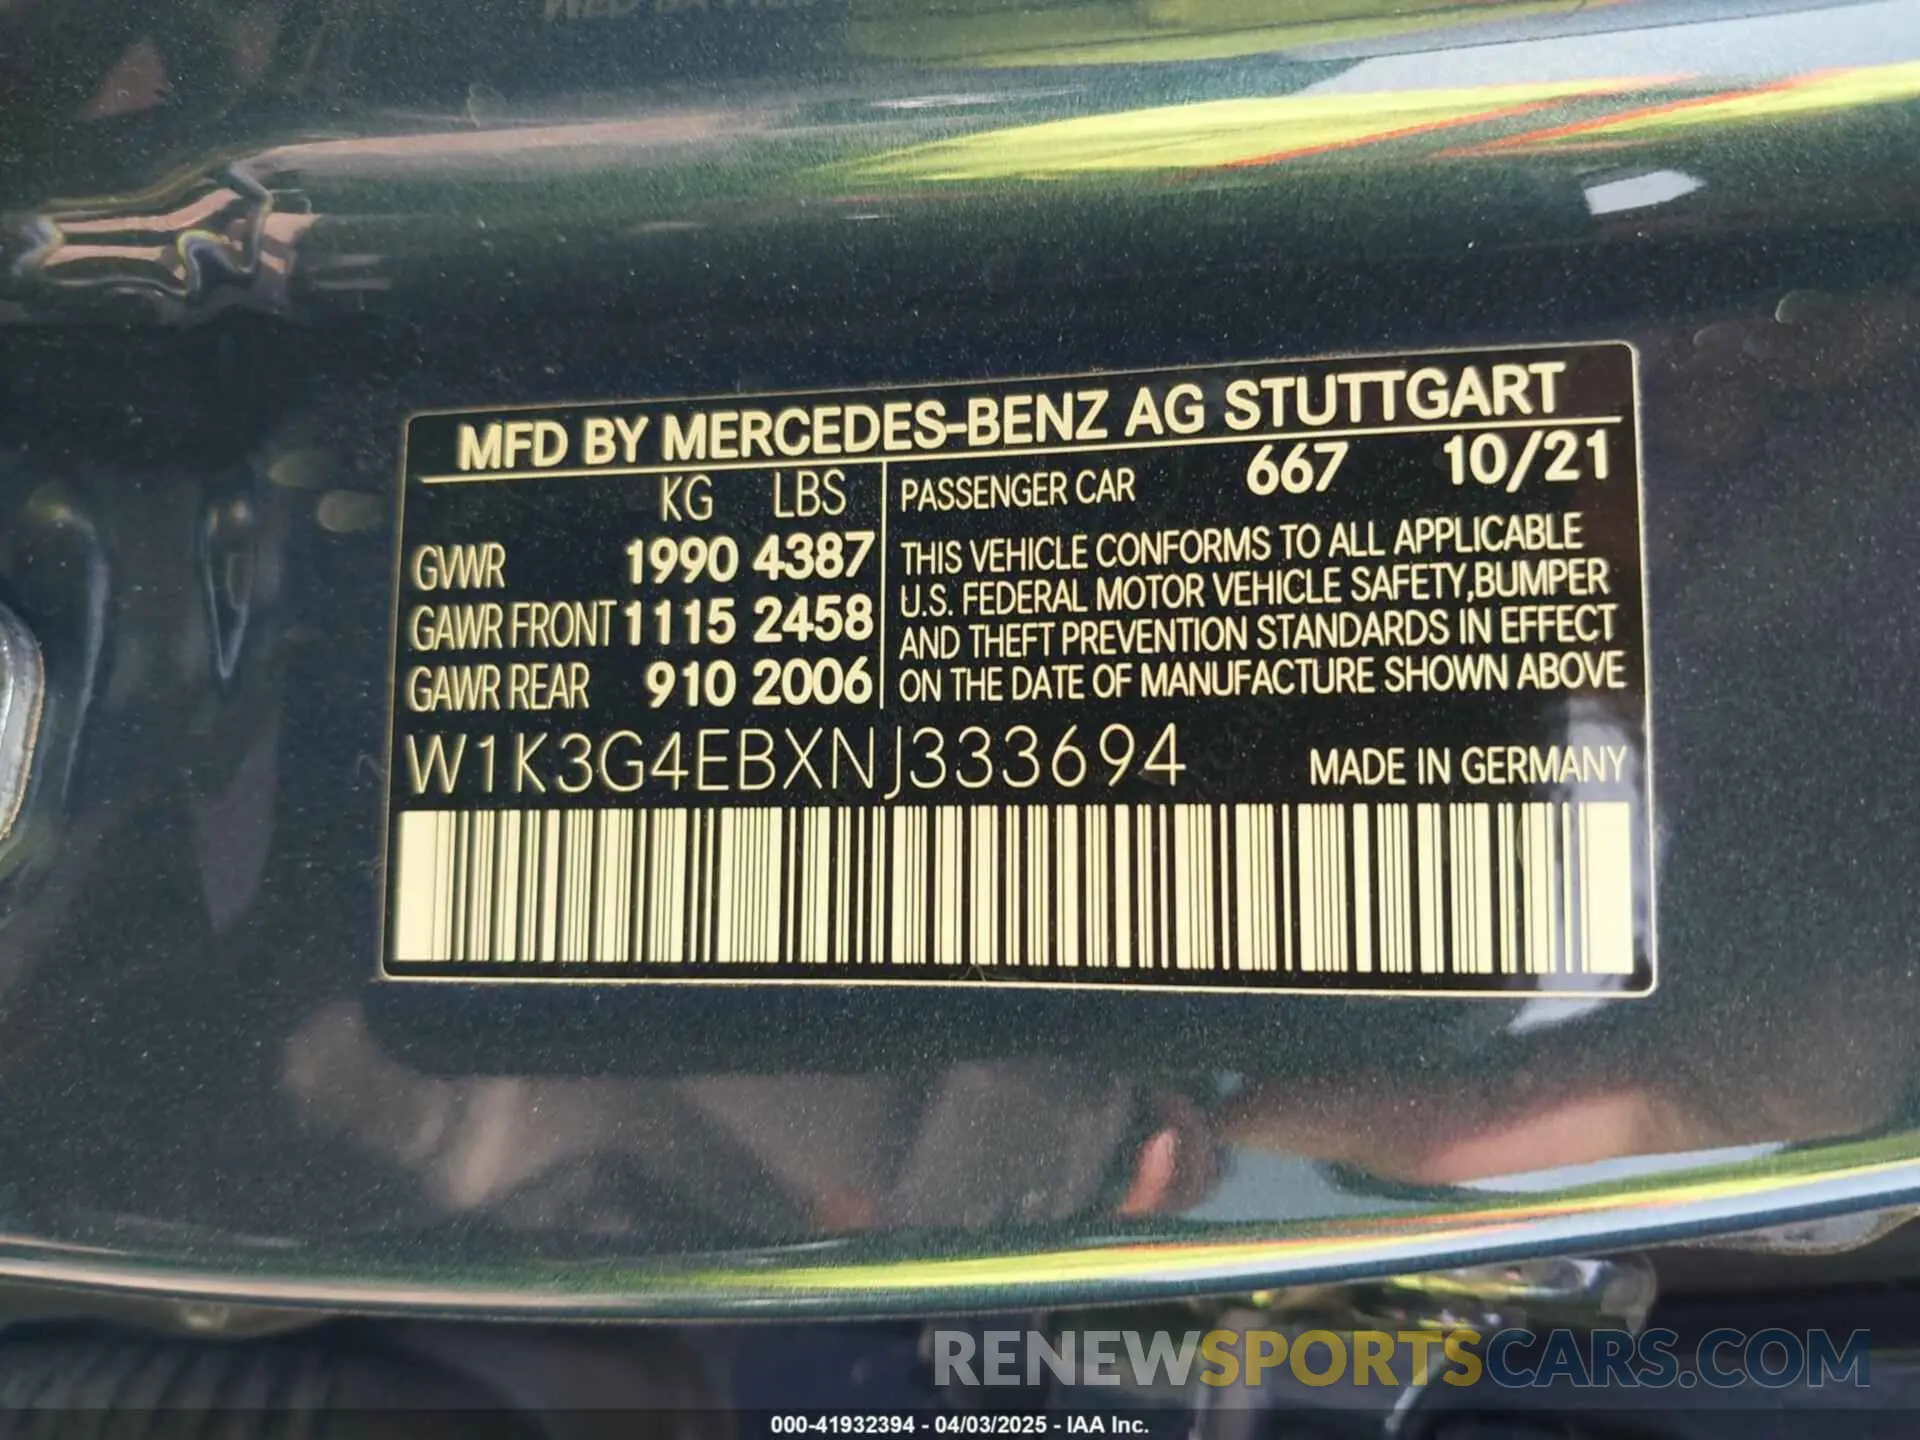 MFD BY MERCEDES-BENZ AG STUTTGART
KG LBS
GVWR 1990 4387
GAWR FRONT 1115 2458
GAWR REAR 910 2006
PASSENGER CAR 667 10/21
THIS VEHICLE CONFORMS TO ALL APPLICABLE
U.S. FEDERAL MOTOR VEHICLE SAFETY,BUMPER
AND THEFT PREVENTION STANDARDS IN EFFECT
ON THE DATE OF MANUFACTURE SHOWN ABOVE
W1K3G4EBXNJ333694 MADE IN GERMANY
RENEWSPORTSCARS.COM
000-41932394 - 04/03/2025 - IAA Inc.